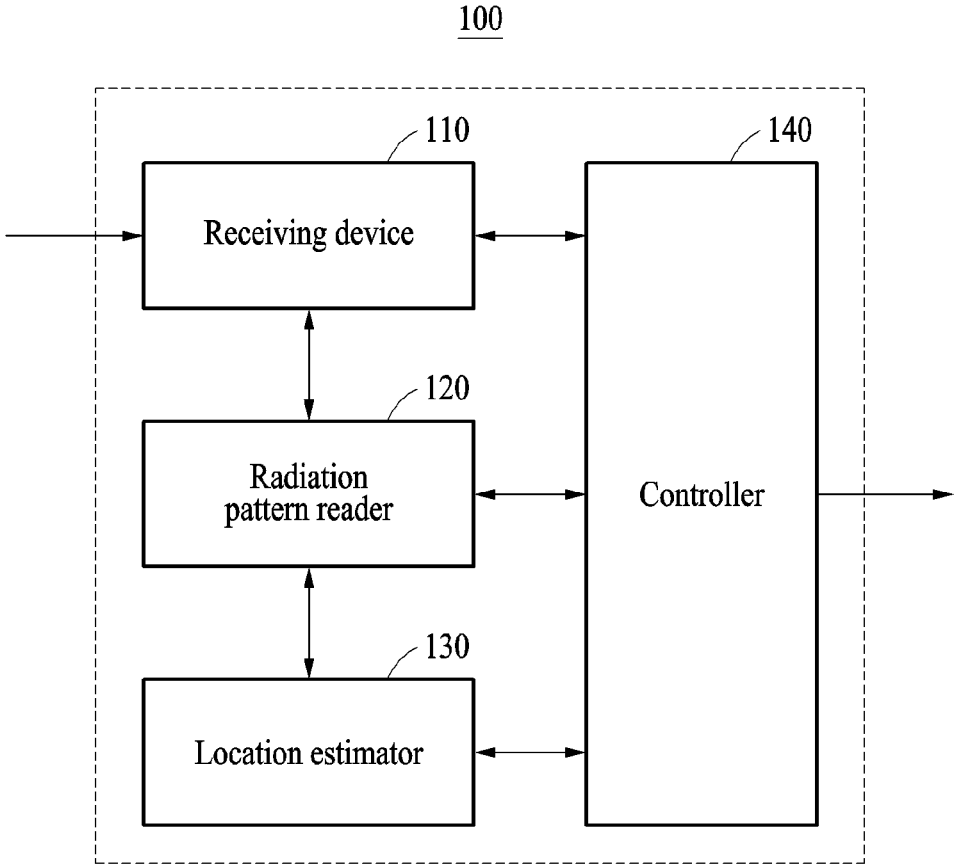 100
110
140
Receiving device
120
Radiation
pattern reader
Controller
130
Location estimator